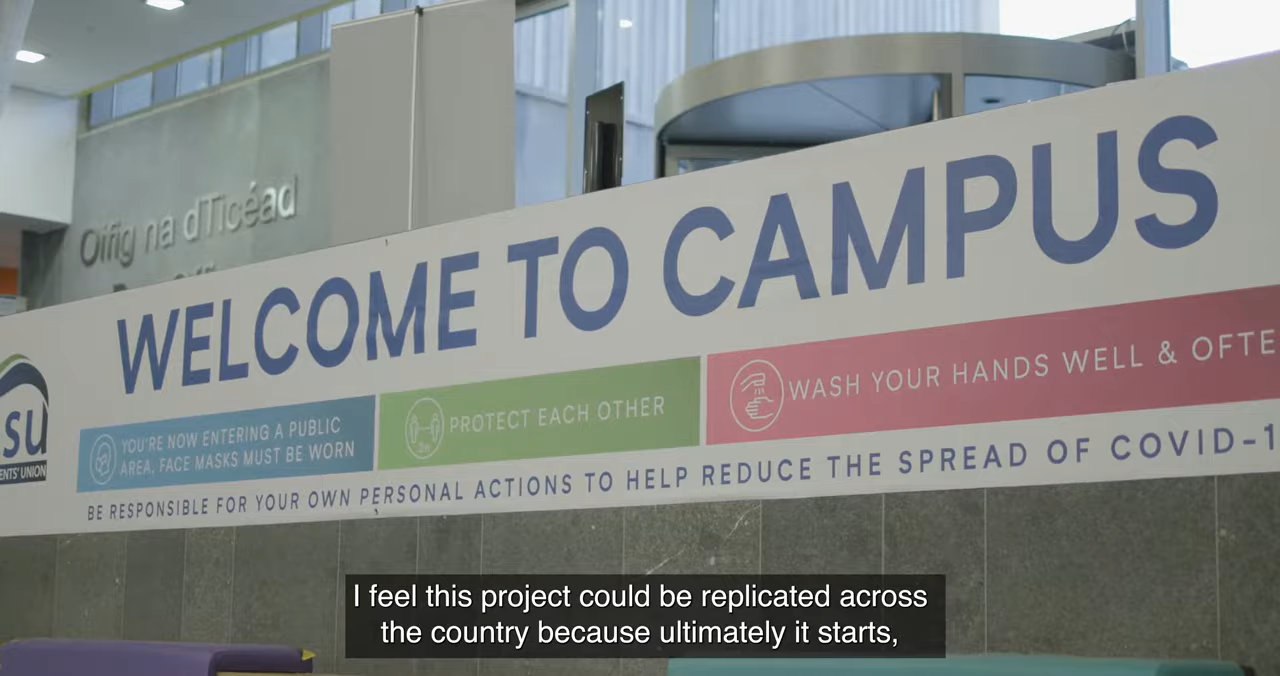 Oifig na dTicéad
WELCOME TO CAMPUS
su
ENTS' UNION
YOU'RE NOW ENTERING A PUBLIC
AREA, FACE MASKS MUST BE WORN
PROTECT EACH OTHER
WASH YOUR HANDS WELL & OFTE
BE RESPONSIBLE FOR YOUR OWN PERSONAL ACTIONS TO HELP REDUCE THE SPREAD OF COVID-1
I feel this project could be replicated across
the country because ultimately it starts,